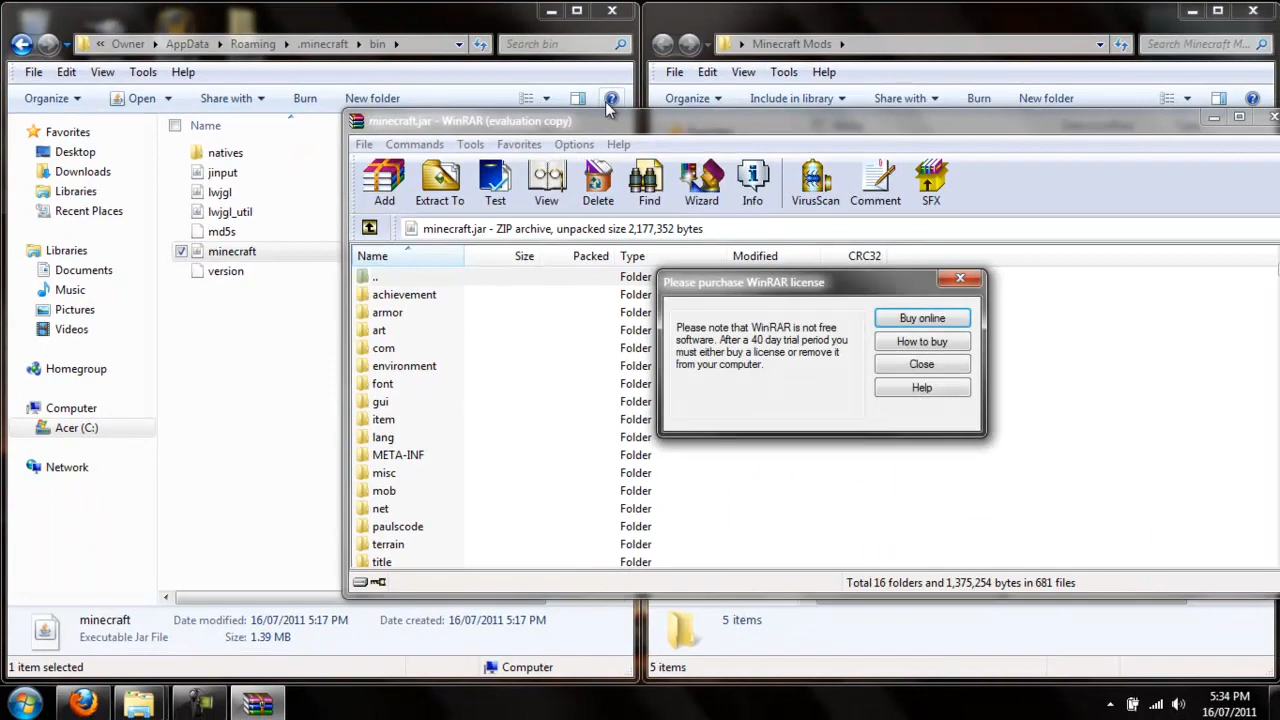 Owner AppData Roaming .minecraft bin
Search bin
File Edit View Tools Help
Organize Open Share with Burn New folder
Favorites
Desktop
Downloads
Libraries
Recent Places
Libraries
Documents
Music
Pictures
Videos
Homegroup
Computer
Acer (C:)
Network
Name
natives
jinput
lwjgl
lwjgl_util
md5s
minecraft
version
minecraft Date modified: 16/07/2011 5:17 PM Date created: 16/07/2011 5:17 PM
Executable Jar File Size: 1.39 MB
1 item selected Computer
Minecraft Mods
Search Minecraft M...
File Edit View Tools Help
Organize Include in library Share with Burn New folder
minecraft.jar - WinRAR (evaluation copy)
File Commands Tools Favorites Options Help
Add Extract To Test View Delete Find Wizard Info VirusScan Comment SFX
minecraft.jar - ZIP archive, unpacked size 2,177,352 bytes
Name Size Packed Type Modified CRC32
.. Folder
achievement Folder
armor Folder
art Folder
com Folder
environment Folder
font Folder
gui Folder
item Folder
lang Folder
META-INF Folder
misc Folder
mob Folder
net Folder
paulscode Folder
terrain Folder
title Folder
Total 16 folders and 1,375,254 bytes in 681 files
Please purchase WinRAR license
Please note that WinRAR is not free
software. After a 40 day trial period you
must either buy a license or remove it
from your computer.
Buy online
How to buy
Close
Help
5 items
5 items
5:34 PM
16/07/2011